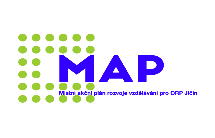 MAP
Místní akční plán rozvoje vzdělávání pro ORP Jičín